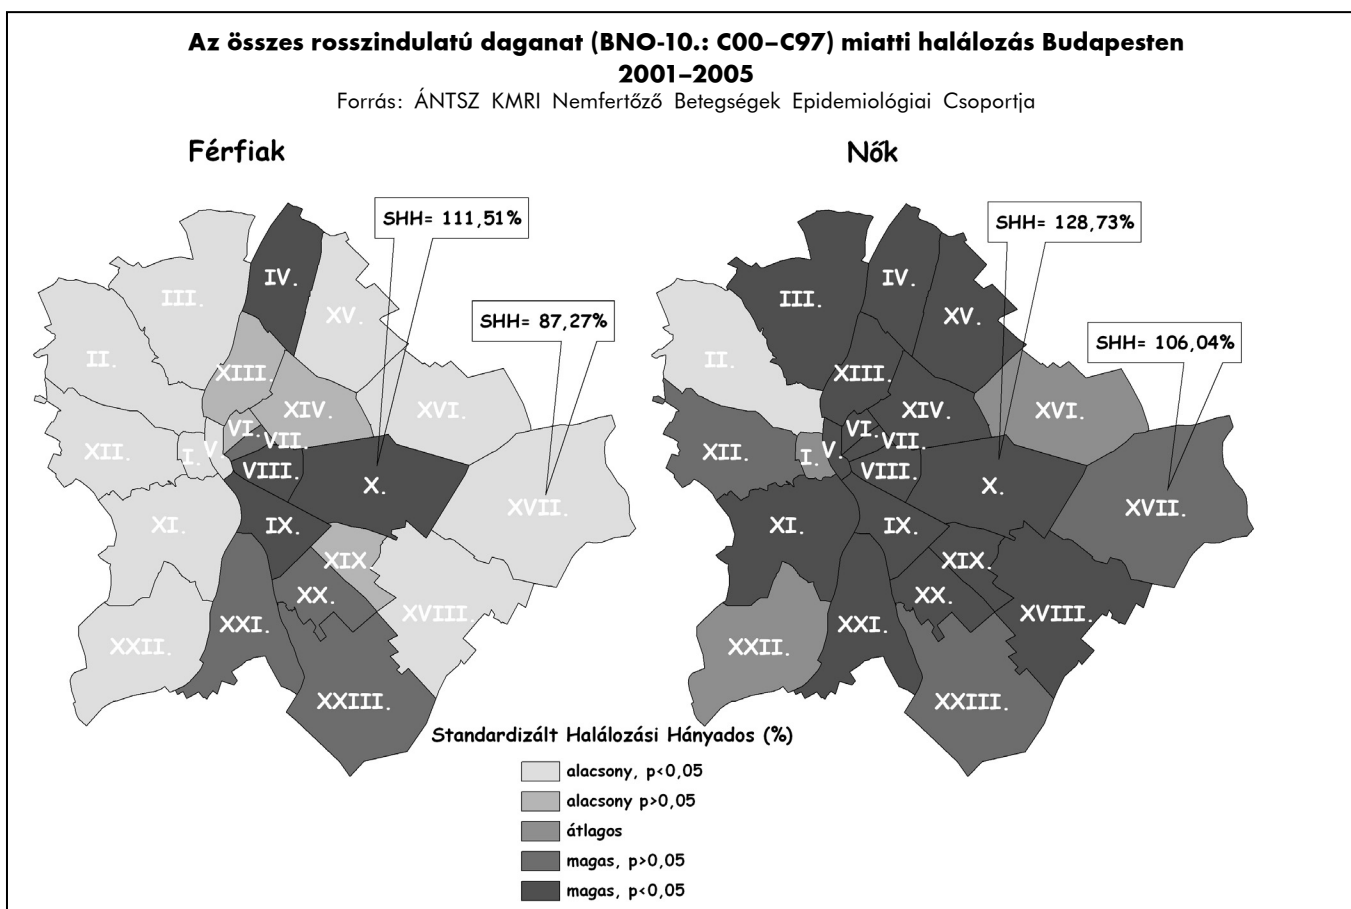 Az összes rosszindulatú daganat (BNO-10.: C00–C97) miatti halálozás Budapesten
2001–2005
Forrás: ÁNTSZ KMRI Nemfertőző Betegségek Epidemiológiai Csoportja
Férfiak
SHH= 111,51%
SHH= 87,27%
IV.
III.
XV.
II.
XIII.
XIV.
XVI.
VI.
XII.
I.
V.
VII.
VIII.
X.
XVII.
XI.
IX.
XIX.
XX.
XVIII.
XXI.
XXII.
XXIII.
Nők
SHH= 128,73%
SHH= 106,04%
IV.
III.
XV.
II.
XIII.
XIV.
XVI.
VI.
XII.
I.
V.
VII.
VIII.
X.
XVII.
XI.
IX.
XIX.
XX.
XVIII.
XXI.
XXII.
XXIII.
Standardizált Halálozási Hányados (%)
alacsony, p<0,05
alacsony p>0,05
átlagos
magas, p>0,05
magas, p<0,05